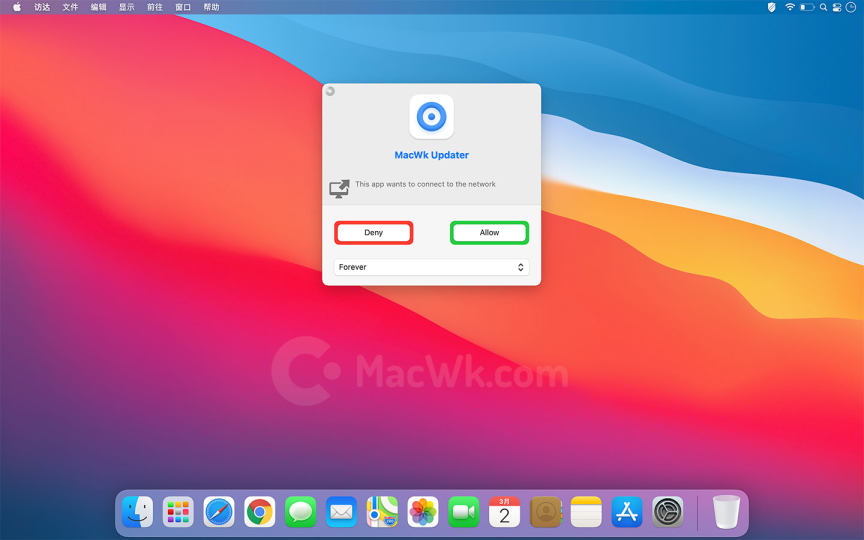 访达 文件 编辑 显示 前往 窗口 帮助
MacWk Updater
This app wants to connect to the network
Deny Allow
Forever
MacWk.com
3月
2